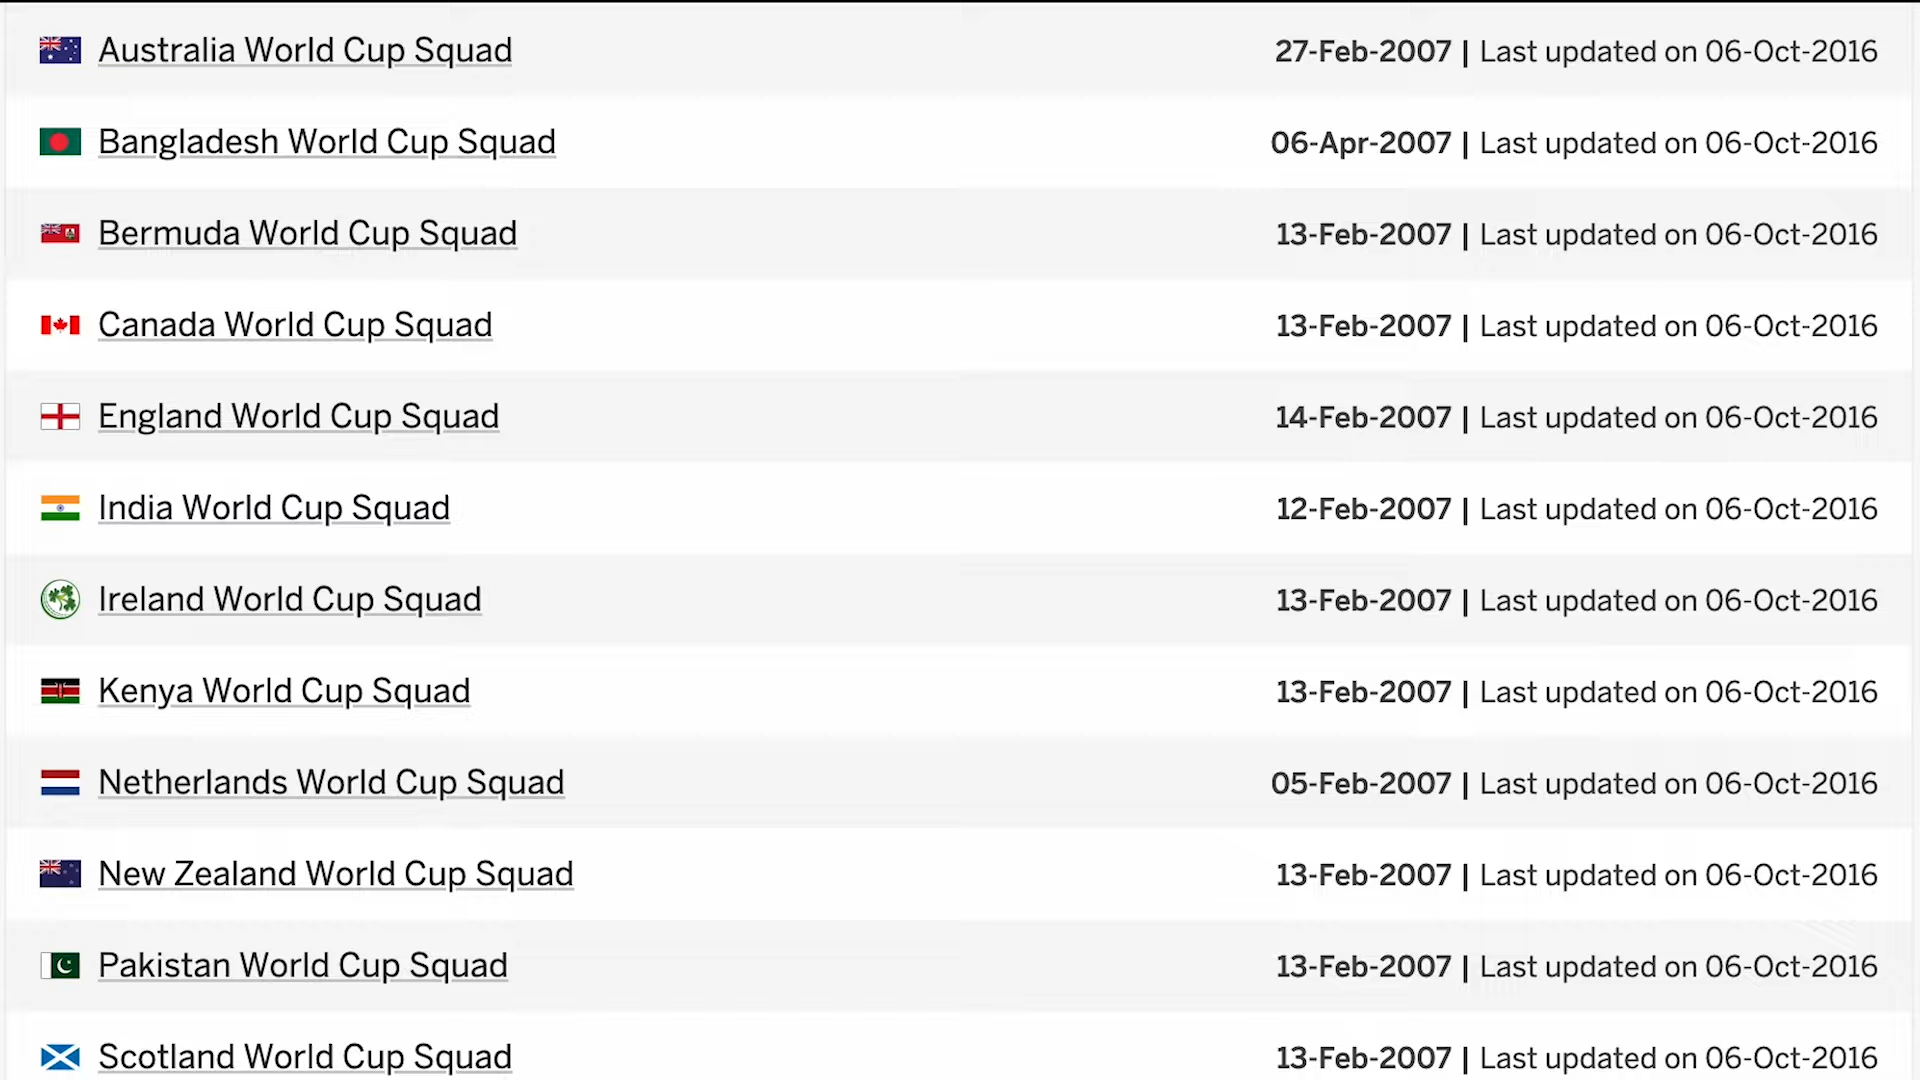 Australia World Cup Squad 27-Feb-2007 | Last updated on 06-Oct-2016
Bangladesh World Cup Squad 06-Apr-2007 | Last updated on 06-Oct-2016
Bermuda World Cup Squad 13-Feb-2007 | Last updated on 06-Oct-2016
Canada World Cup Squad 13-Feb-2007 | Last updated on 06-Oct-2016
England World Cup Squad 14-Feb-2007 | Last updated on 06-Oct-2016
India World Cup Squad 12-Feb-2007 | Last updated on 06-Oct-2016
Ireland World Cup Squad 13-Feb-2007 | Last updated on 06-Oct-2016
Kenya World Cup Squad 13-Feb-2007 | Last updated on 06-Oct-2016
Netherlands World Cup Squad 05-Feb-2007 | Last updated on 06-Oct-2016
New Zealand World Cup Squad 13-Feb-2007 | Last updated on 06-Oct-2016
Pakistan World Cup Squad 13-Feb-2007 | Last updated on 06-Oct-2016
Scotland World Cup Squad 13-Feb-2007 | Last updated on 06-Oct-2016